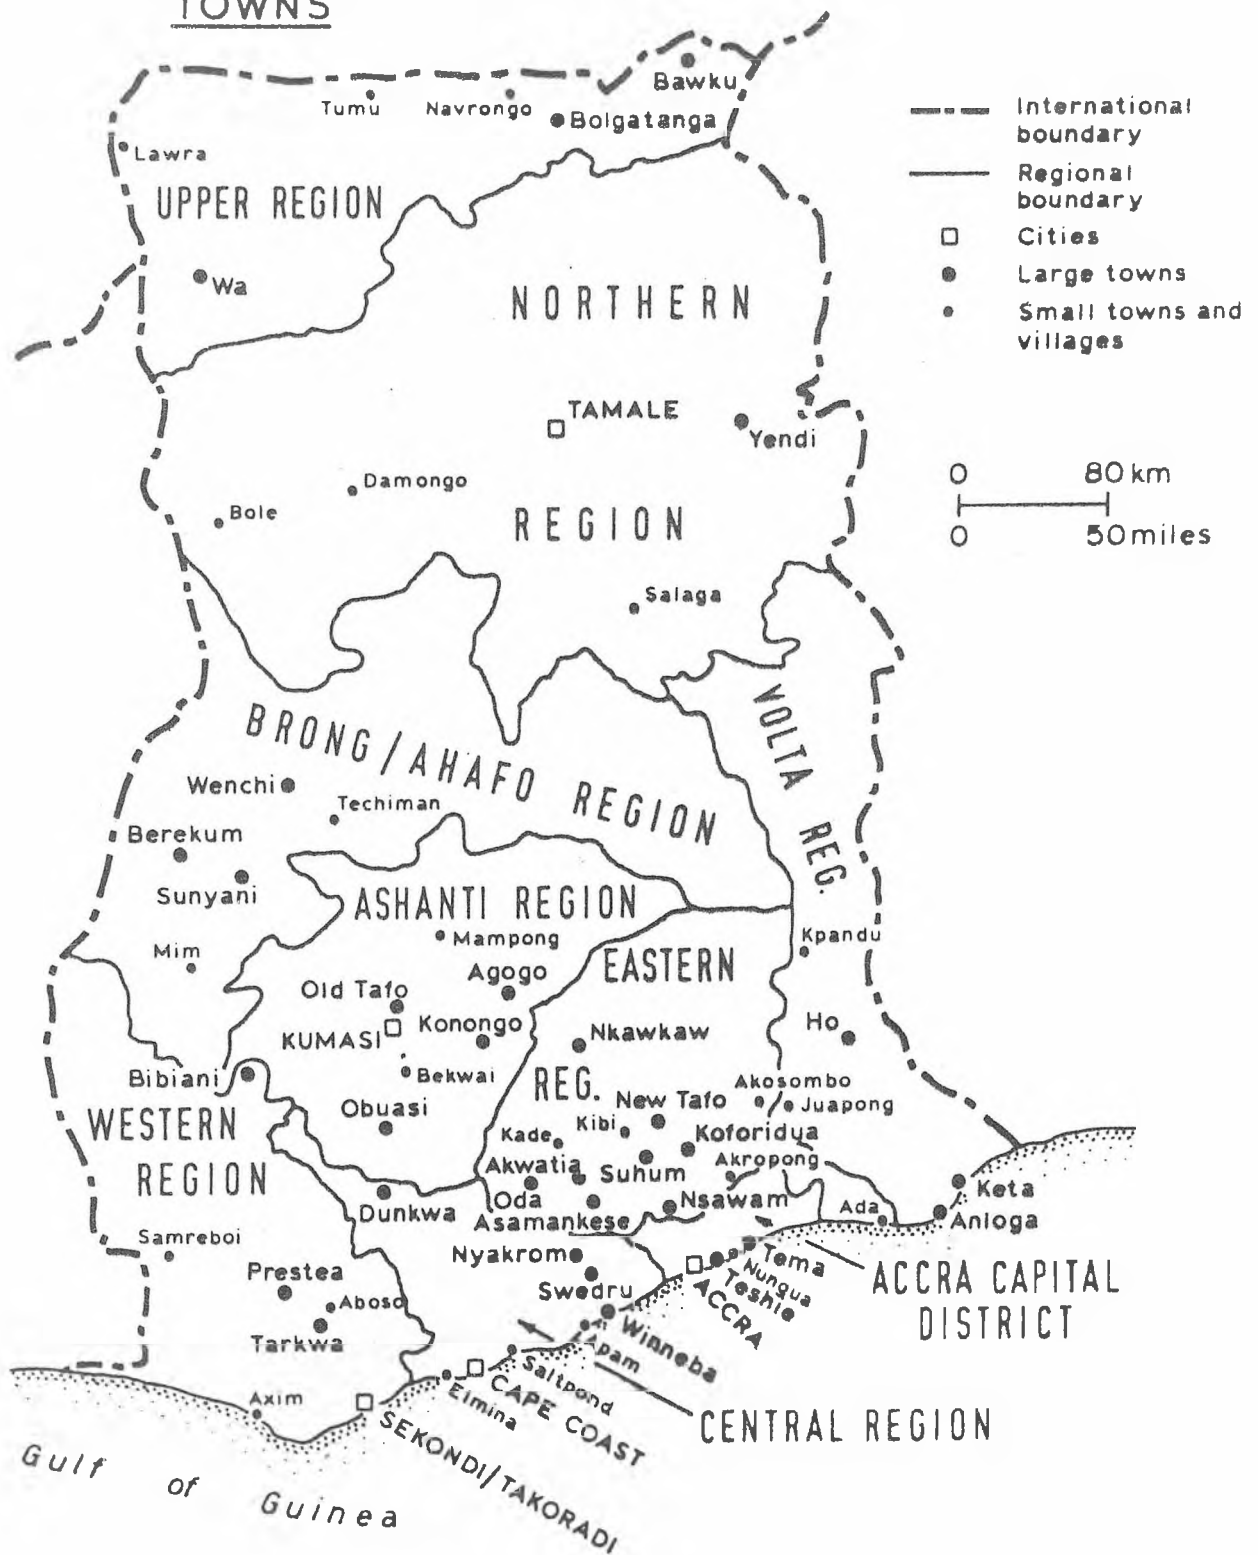 TOWNS
Bawku
Tumu
Navrongo
Bolgatanga
Lawra
UPPER REGION
Wa
International
boundary
Regional
boundary
Cities
Large towns
Small towns and
villages
NORTHERN
TAMALE
Yendi
Damongo
Bole
REGION
0 80 km
0 50 miles
Salaga
VOLTA
REG.
BRONG/AHAFO REGION
Wenchi
Techiman
Berekum
Sunyani
ASHANTI REGION
Mampong
Mim
Kpandu
EASTERN
REG.
Agogo
Old Tafo
KUMASI
Konongo
Nkawkaw
Ho
Bekwai
Bibiani
Obuasi
Akosombo
Juapong
New Tafo
Kibi
Kade
Koforidua
WESTERN
REGION
Akwatia
Suhum
Akropong
Oda
Nsawam
Dunkwa
Asamankese
Ada
Keta
Anloga
Samreboi
Nyakrom
Swedru
Tema
Nungua
Teshie
ACCRA
ACCRA CAPITAL
DISTRICT
Prestea
Aboso
Tarkwa
Winneba
Apam
Saltpond
CAPE COAST
Elmina
CENTRAL REGION
Axim
SEKONDI/TAKORADI
Gulf of Guinea